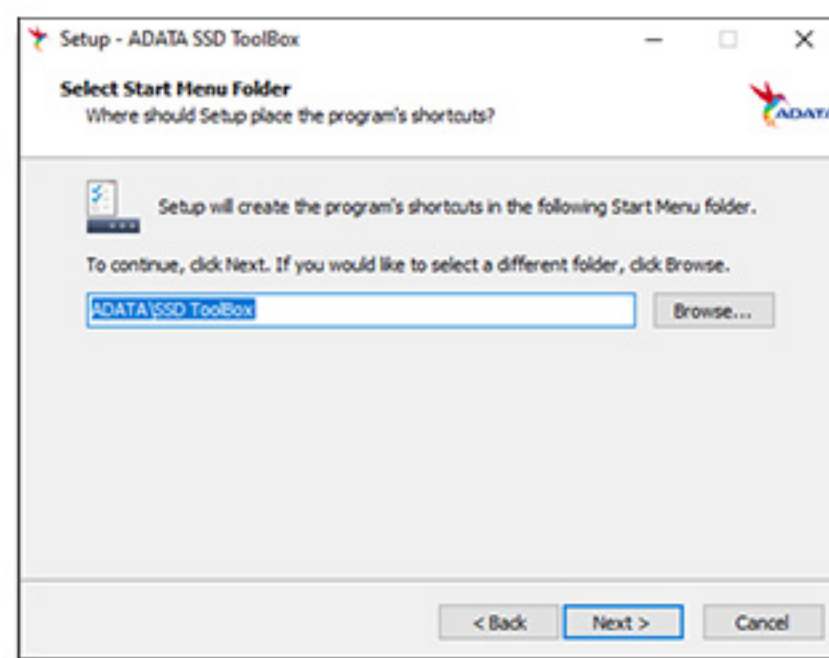 Setup - ADATA SSD ToolBox
Select Start Menu Folder
Where should Setup place the program's shortcuts?
ADATA
Setup will create the program's shortcuts in the following Start Menu folder.
To continue, click Next. If you would like to select a different folder, click Browse.
ADATA\SSD ToolBox
Browse...
< Back
Next >
Cancel